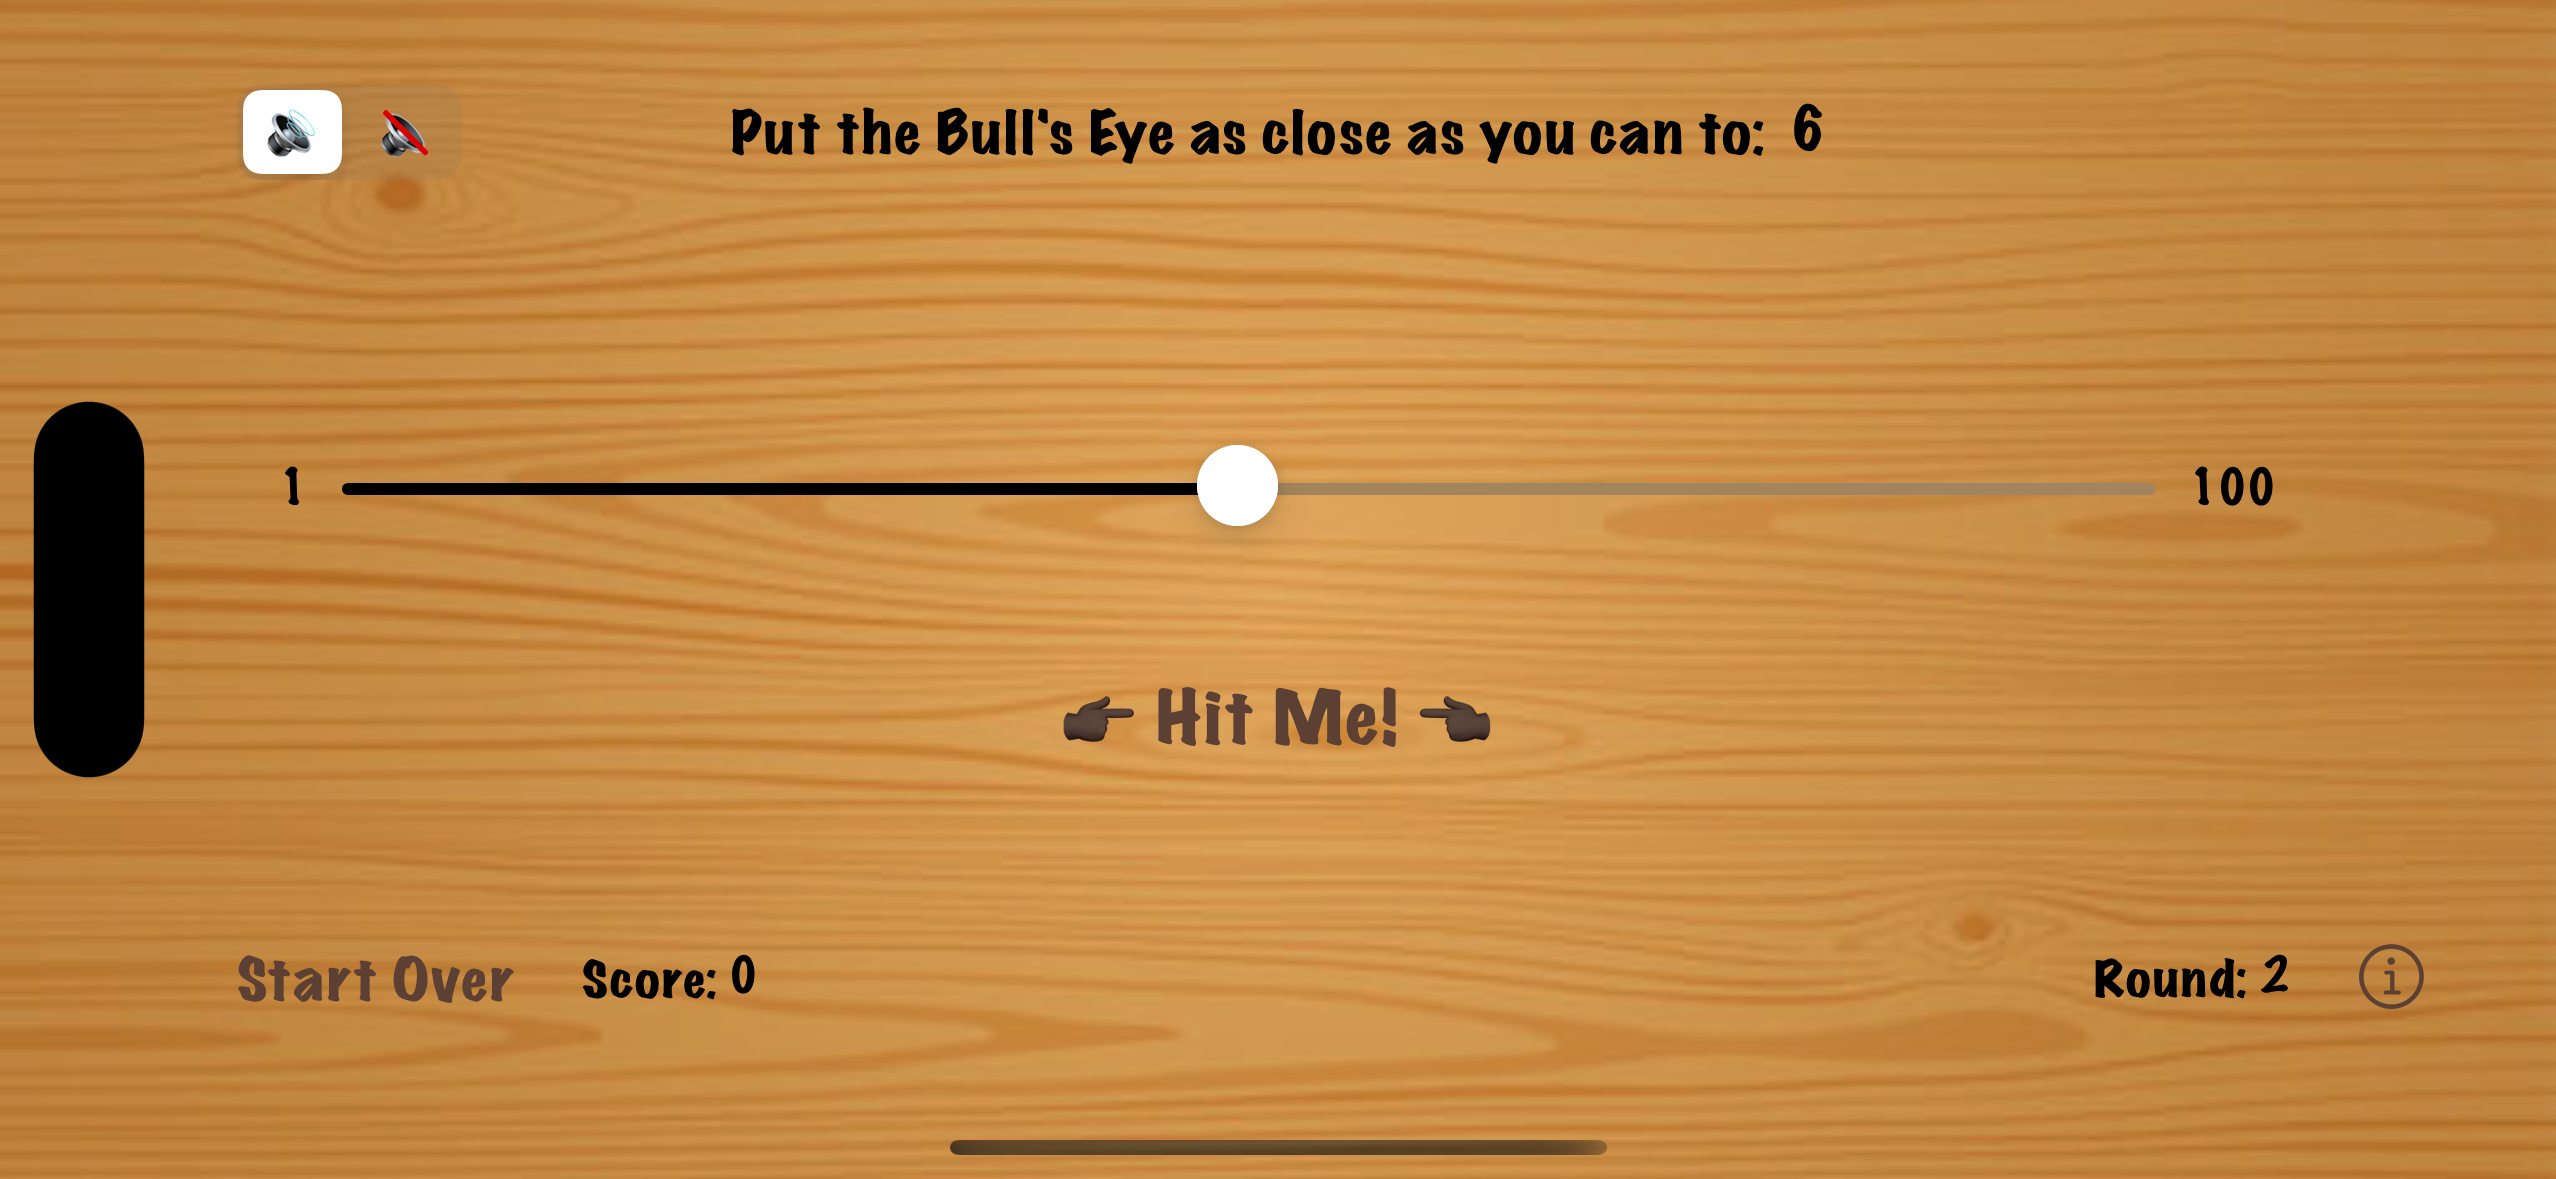 Put the Bull's Eye as close as you can to: 6
1 100
Hit Me!
Start Over Score: 0 Round: 2